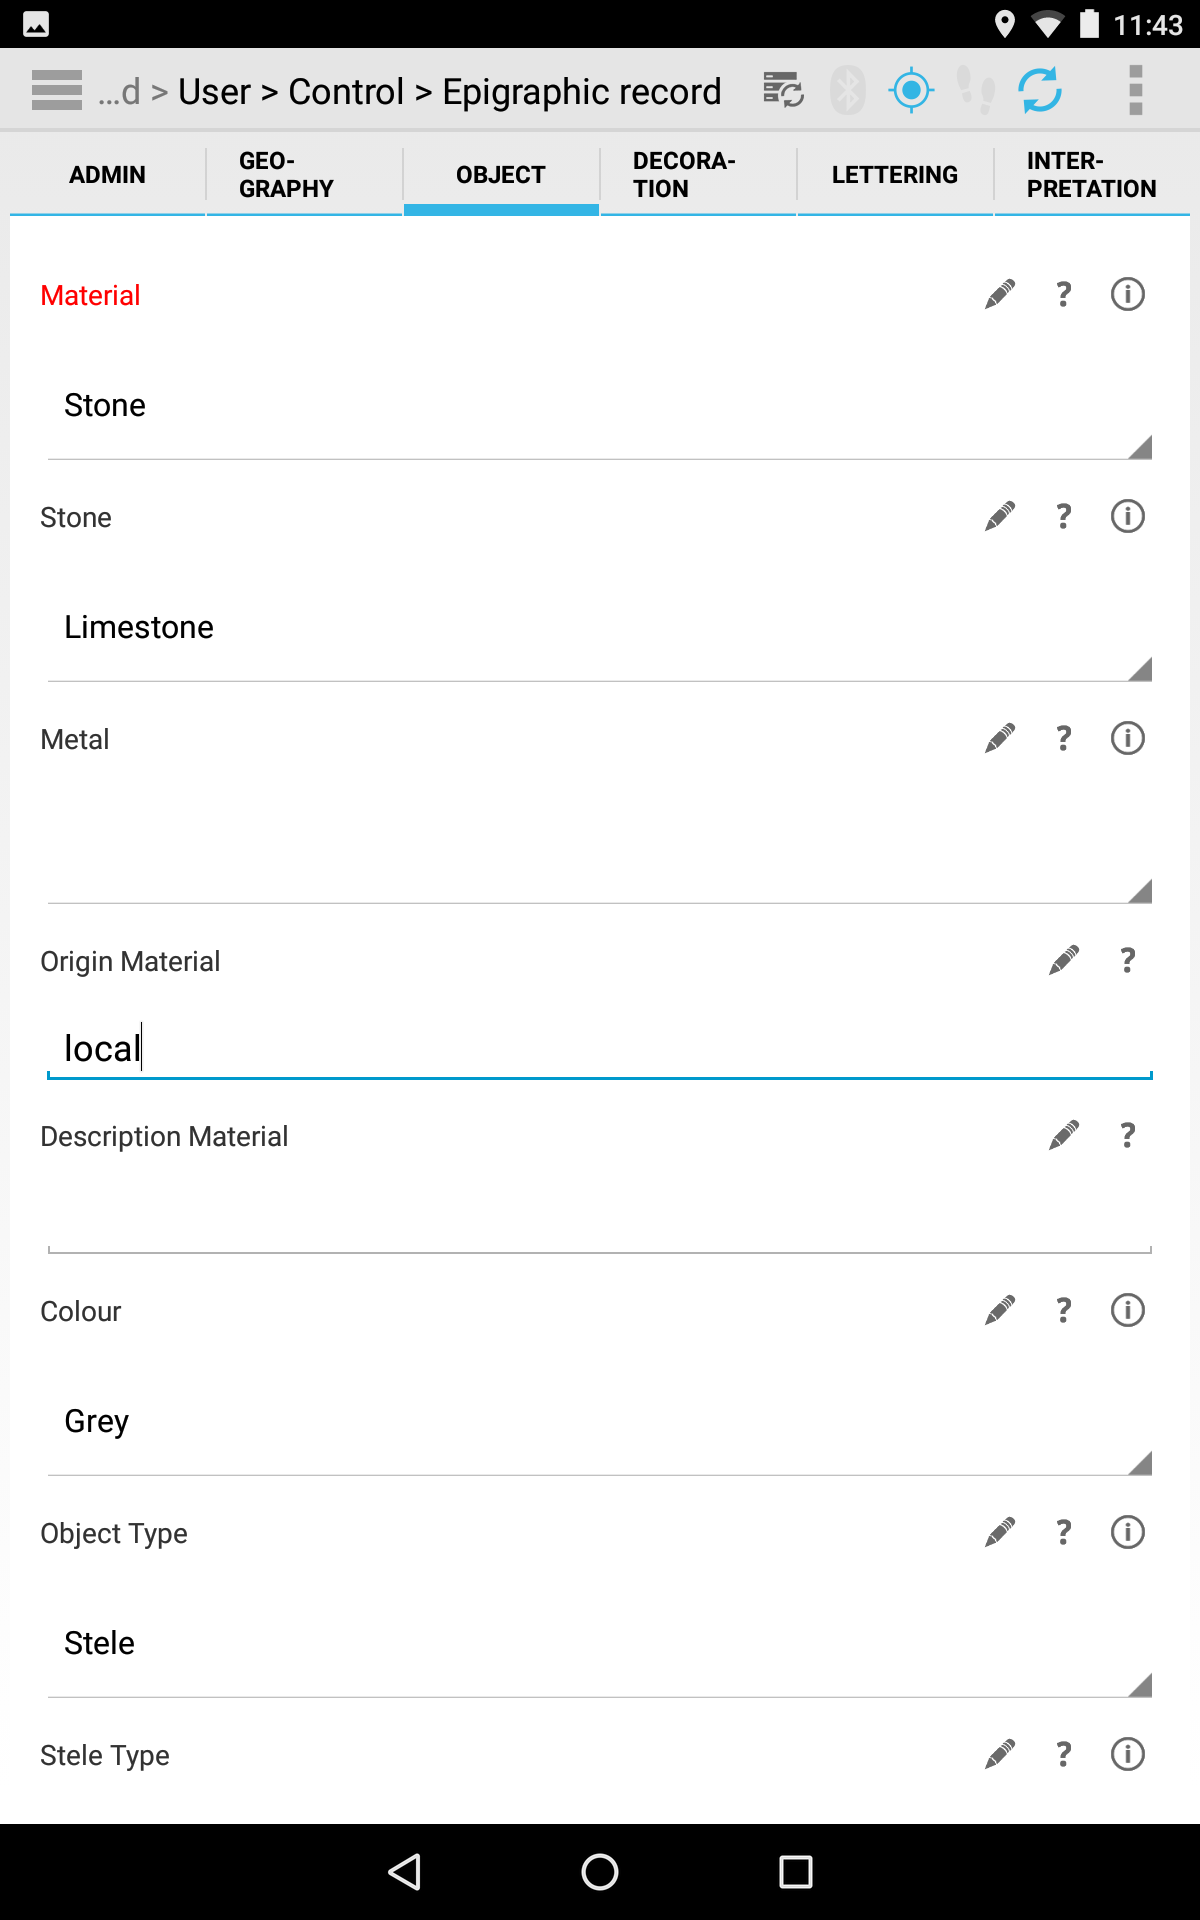 11:43
...d > User > Control > Epigraphic record
ADMIN
GEO-
GRAPHY
OBJECT
DECORA-
TION
LETTERING
INTER-
PRETATION
Material ?
Stone
Stone ?
Limestone
Metal ?
Origin Material ?
local
Description Material ?
Colour ?
Grey
Object Type ?
Stele
Stele Type ?